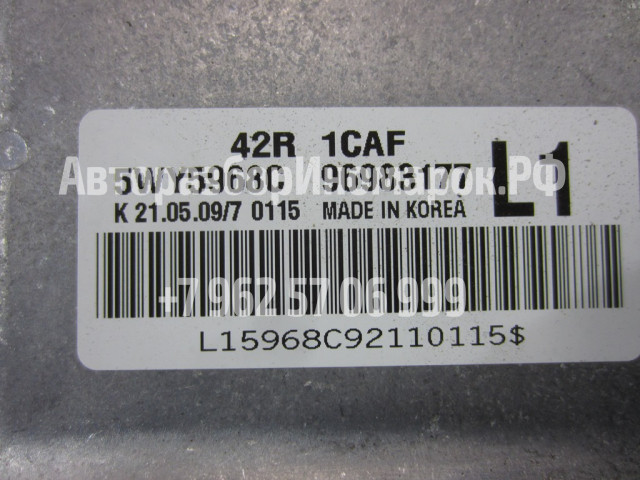 42R 1CAF
5WY5968C 96983177 L1
АвторазборИномарок.РФ
K 21.05.09/7 0115 MADE IN KOREA
+7 962 57 06 999
L15968C92110115$